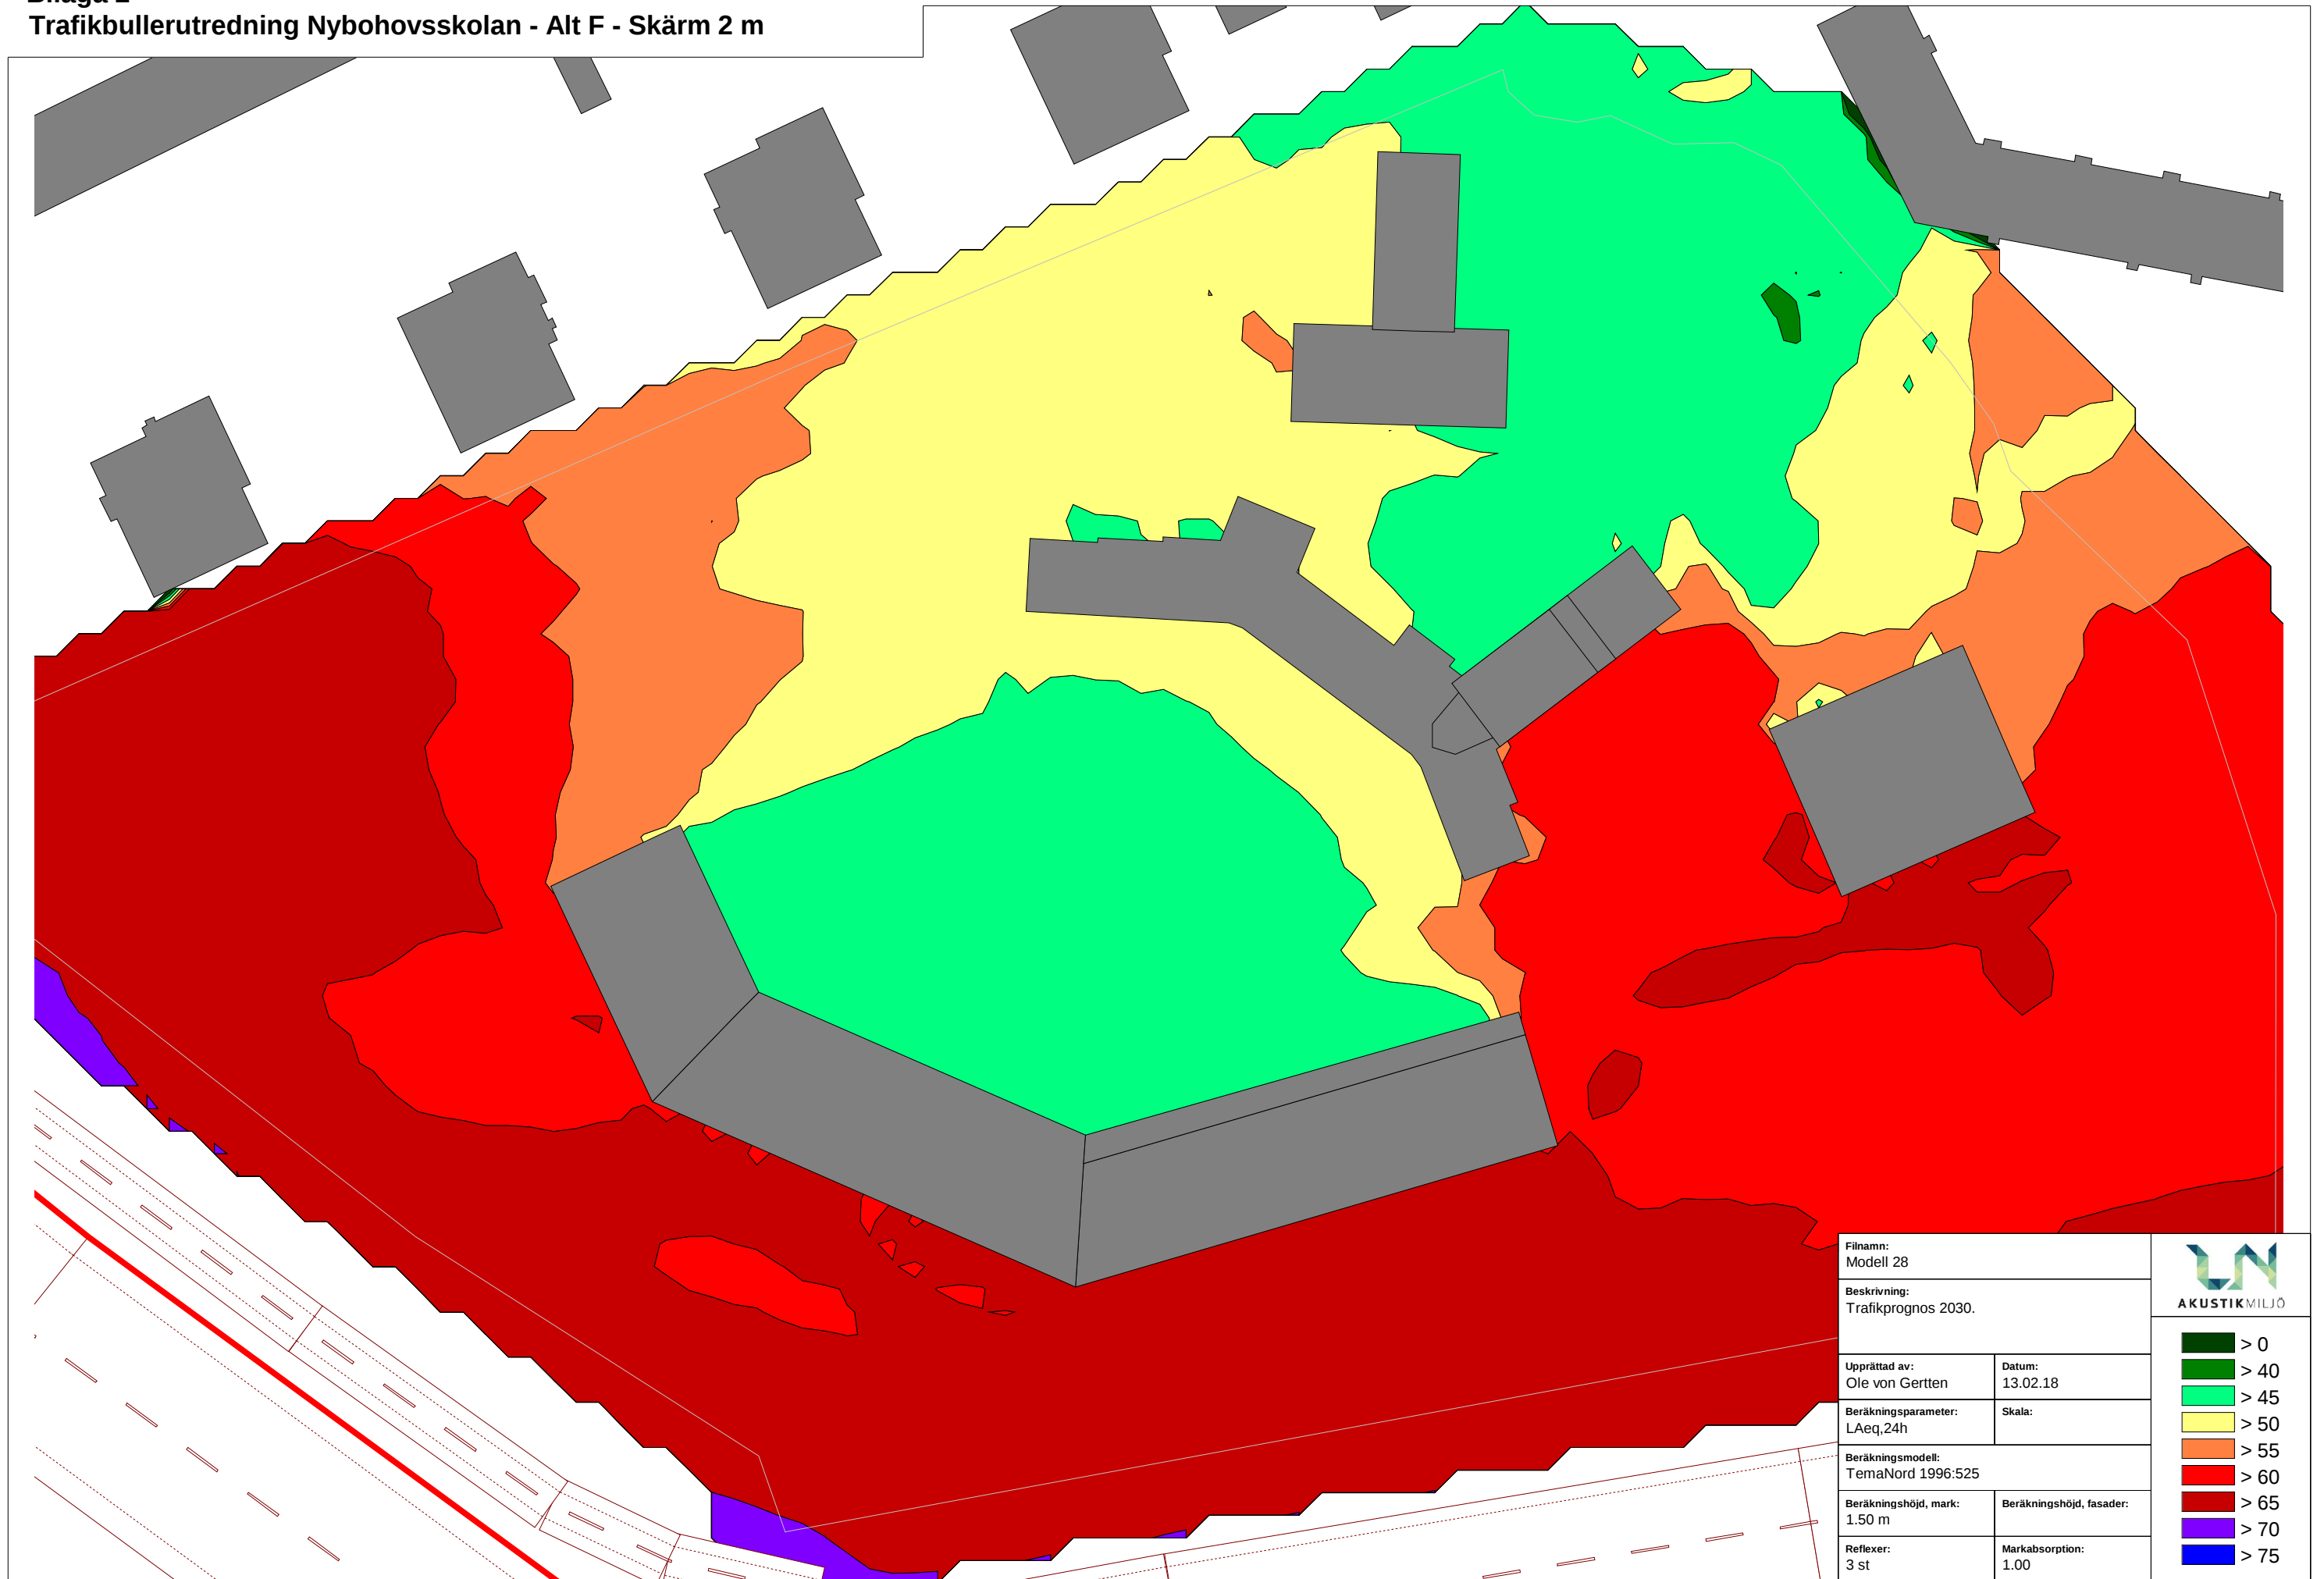 Bilaga 2
Trafikbullerutredning Nybohovsskolan - Alt F - Skärm 2 m
Filnamn:
Modell 28
Beskrivning:
Trafikprognos 2030.
Upprättad av:
Ole von Gertten
Datum:
13.02.18
Beräkningsparameter:
LAeq,24h
Skala:
Beräkningsmodell:
TemaNord 1996:525
Beräkningshöjd, mark:
1.50 m
Beräkningshöjd, fasader:
Reflexer:
3 st
Markabsorption:
1.00
AKUSTIKMILJÖ
> 0
> 40
> 45
> 50
> 55
> 60
> 65
> 70
> 75